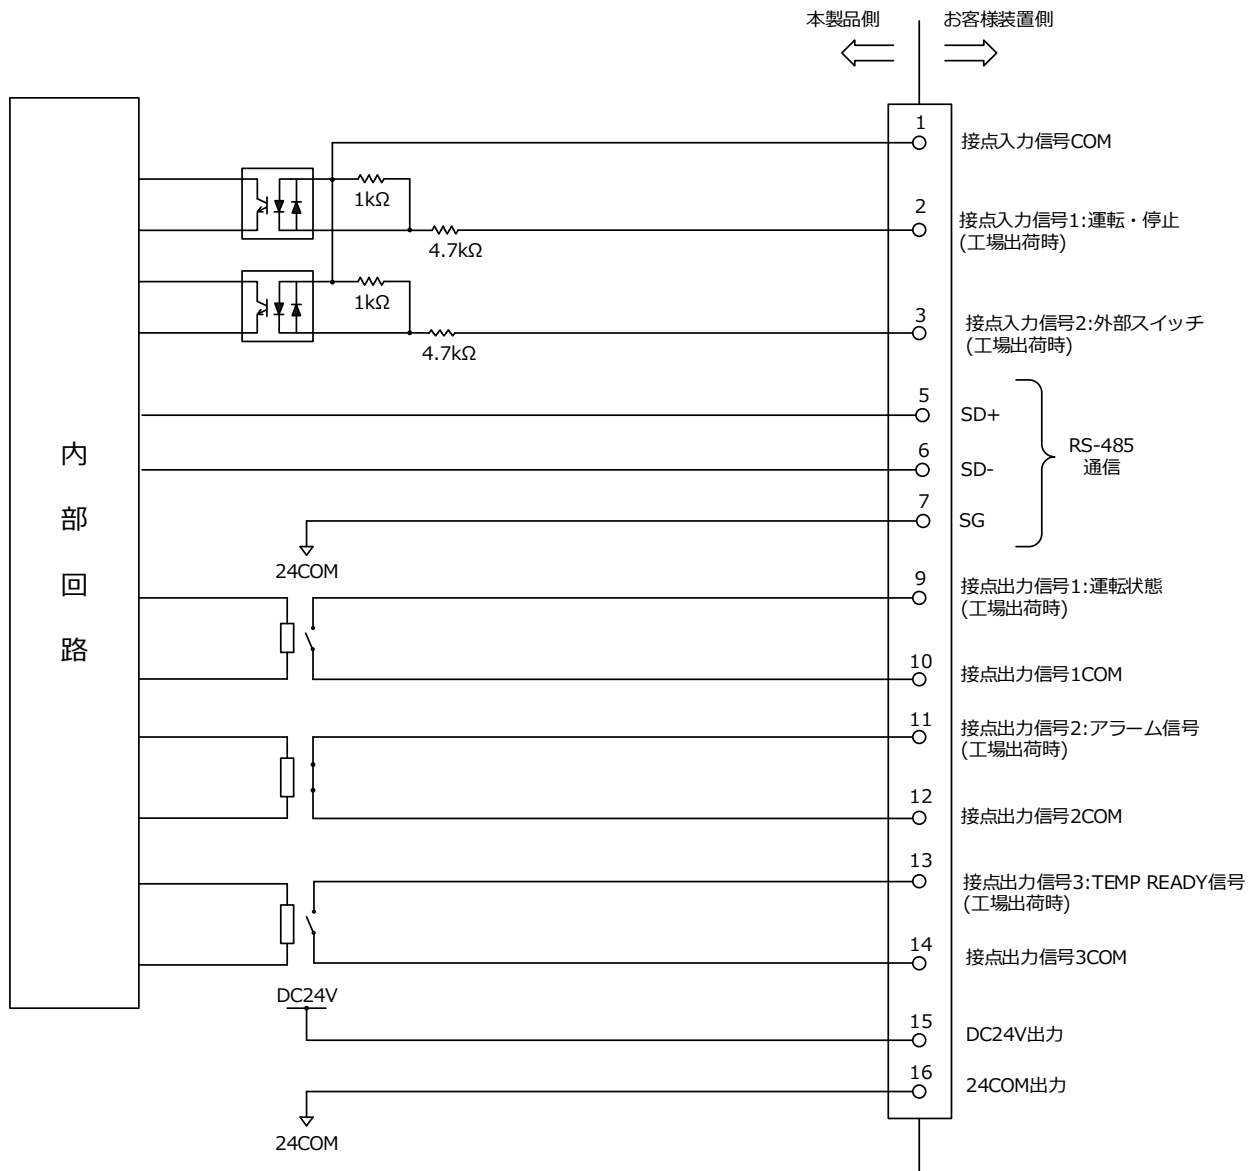 本製品側
お客様装置側
1
接点入力信号COM
1kΩ
2
接点入力信号1:運転・停止
(工場出荷時)
4.7kΩ
1kΩ
3
接点入力信号2:外部スイッチ
(工場出荷時)
4.7kΩ
5
SD+
6
SD-
RS-485
通信
7
SG
24COM
内
部
回
路
9
接点出力信号1:運転状態
(工場出荷時)
10
接点出力信号1COM
11
接点出力信号2:アラーム信号
(工場出荷時)
12
接点出力信号2COM
13
接点出力信号3:TEMP READY信号
(工場出荷時)
14
接点出力信号3COM
DC24V
15
DC24V出力
16
24COM出力
24COM